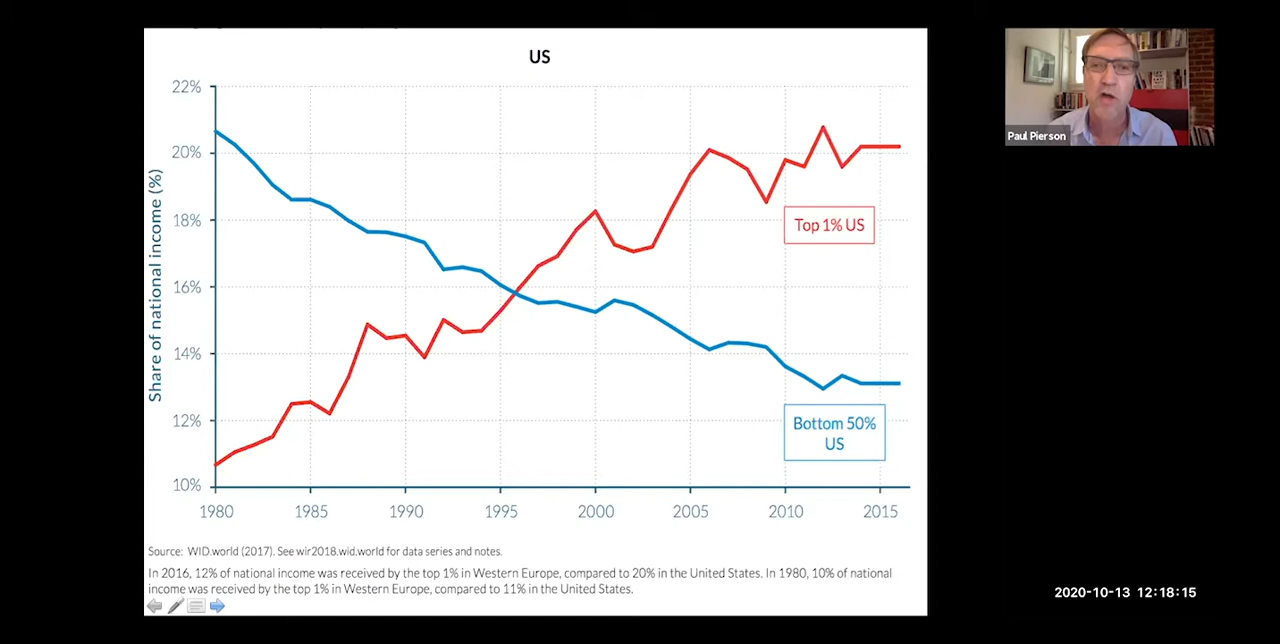 US
22%
20%
18%
16%
14%
12%
10%
Share of national income (%)
Top 1% US
Bottom 50%
US
1980 1985 1990 1995 2000 2005 2010 2015
Source: WID.world (2017). See wir2018.wid.world for data series and notes.
In 2016, 12% of national income was received by the top 1% in Western Europe, compared to 20% in the United States. In 1980, 10% of national
income was received by the top 1% in Western Europe, compared to 11% in the United States.
Paul Pierson
2020-10-13 12:18:15